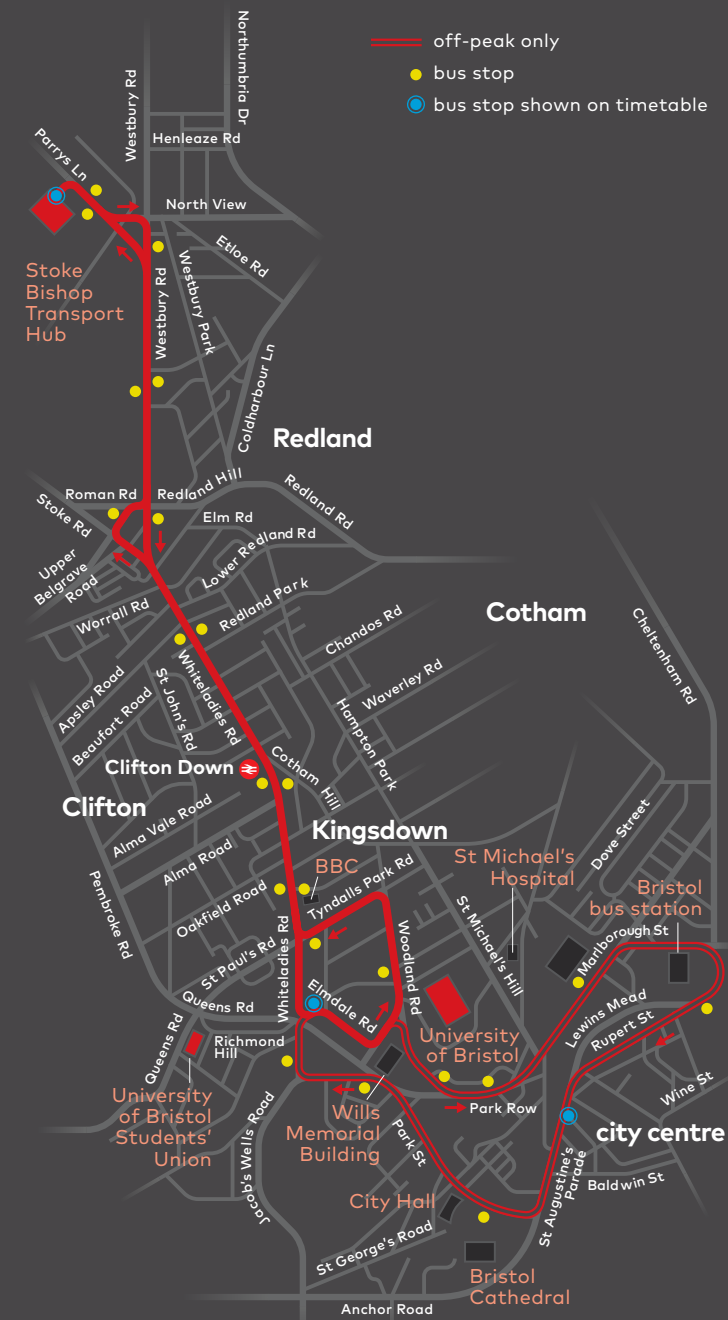 off-peak only
bus stop
bus stop shown on timetable
Northumbria Dr
Westbury Rd
Henleaze Rd
Parrys Ln
North View
Etloe Rd
Stoke
Bishop
Transport
Hub
Westbury Rd
Westbury Park
Coldharbour Ln
Redland
Roman Rd
Redland Hill
Redland Rd
Stoke Rd
Elm Rd
Lower Redland Rd
Upper
Belgrave
Road
Worrall Rd
Redland Park
Cotham
Chandos Rd
Cheltenham Rd
Whiteladies Rd
Waverley Rd
Apsley Road
St John's Rd
Beaufort Road
Hampton Park
Clifton Down
Cotham Hill
Clifton
Alma Vale Road
Kingsdown
Dove Street
Alma Road
BBC
St Michael's
Hospital
Tyndalls Park Rd
Bristol
bus station
Pembroke Rd
Oakfield Road
St Michael's Hill
Marlborough St
St Paul's Rd
Whiteladies Rd
Woodland Rd
Elmdale Rd
Queens Rd
Lewins Mead
Rupert St
Queens Rd
Richmond
Hill
University
of Bristol
Wine St
University
of Bristol
Students'
Union
Wills
Memorial
Building
Park Row
city centre
Park St
Jacob's Wells Road
St Augustine's
Parade
Baldwin St
City Hall
St George's Road
Bristol
Cathedral
Anchor Road